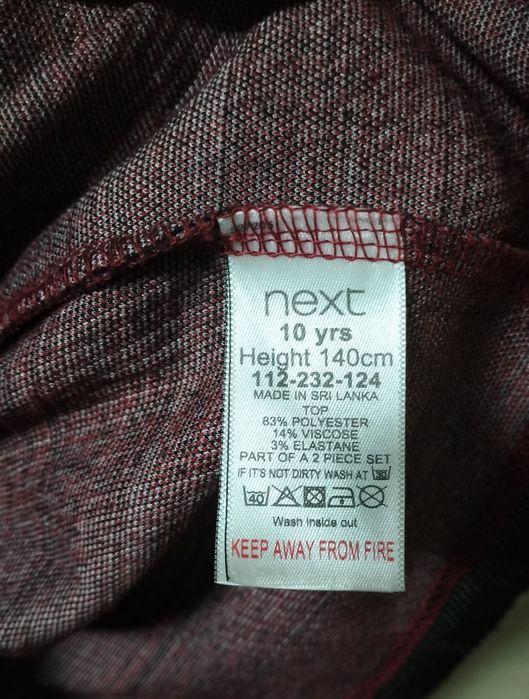 next
10 yrs
Height 140cm
112-232-124
MADE IN SRI LANKA
TOP
83% POLYESTER
14% VISCOSE
3% ELASTANE
PART OF A 2 PIECE SET
IF IT'S NOT DIRTY WASH AT 30
40
Wash inside out
KEEP AWAY FROM FIRE